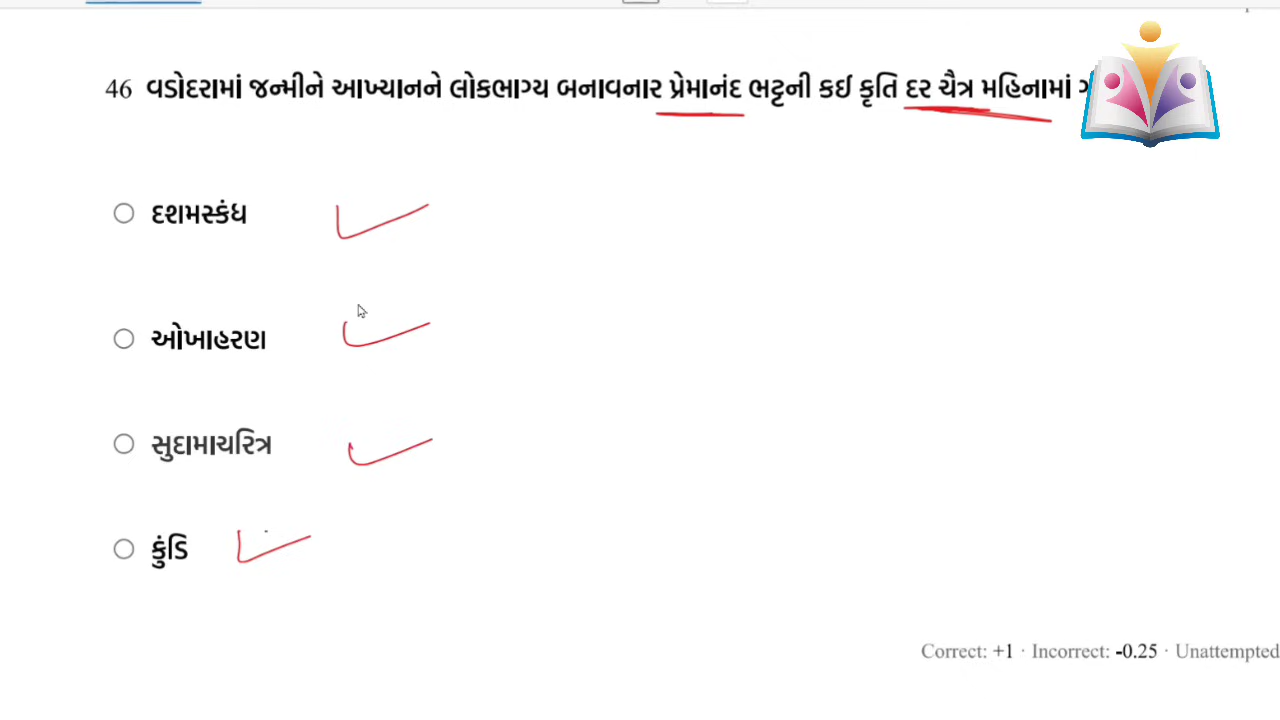 46 વડોદરામાં જન્મીને આખ્યાનને લોકભાગ્ય બનાવનાર પ્રેમાનંદ ભટ્ટની કઈ કૃતિ દર ચૈત્ર મહિનામાં
દશમસ્કંધ
ઓખાહરણ
સુદામાચરિત્ર
કુંડિ
Correct: +1 · Incorrect: -0.25 · Unattempted